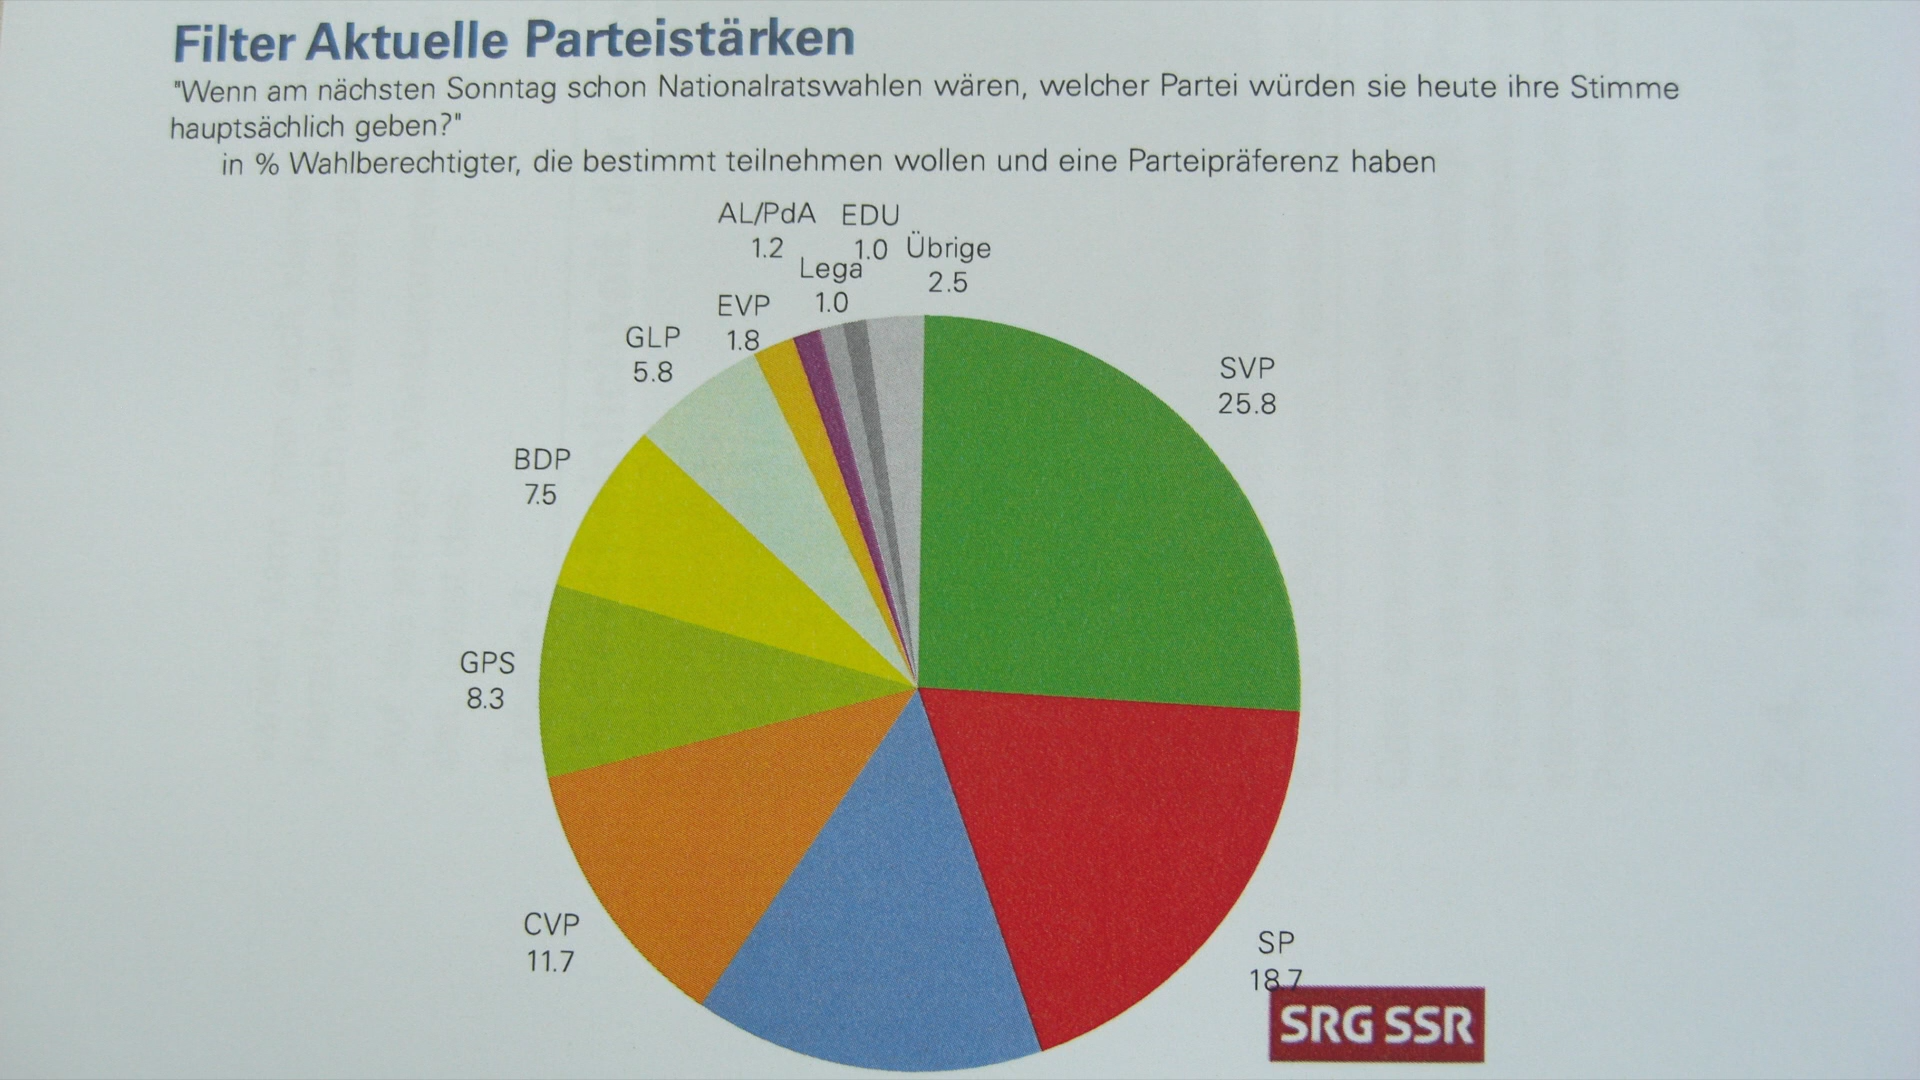 Filter Aktuelle Parteistärken
"Wenn am nächsten Sonntag schon Nationalratswahlen wären, welcher Partei würden sie heute ihre Stimme
hauptsächlich geben?"
in % Wahlberechtigter, die bestimmt teilnehmen wollen und eine Parteipräferenz haben
AL/PdA
1.2
EDU
1.0
Übrige
2.5
Lega
1.0
EVP
1.8
GLP
5.8
SVP
25.8
BDP
7.5
GPS
8.3
CVP
11.7
SP
18.7
SRG SSR